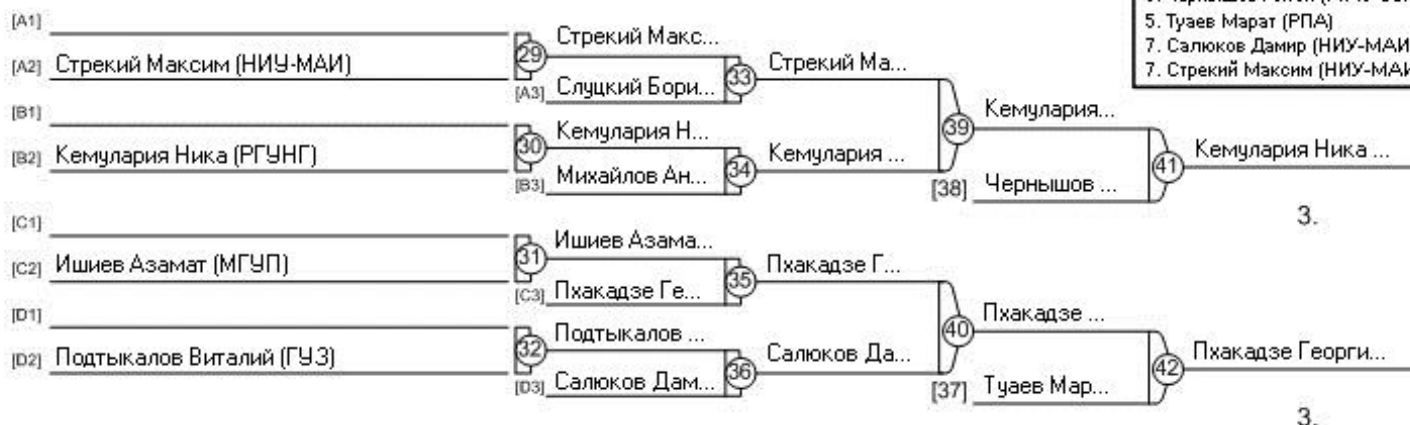 5. Туаев Марат (РПА)
7. Салюков Дамир (НИУ-МАИ
7. Стрекий Максим (НИУ-МАИ
[A1]
[A2] Стрекий Максим (НИУ-МАИ)
29
Стрекий Макс...
[A3] Слуцкий Бори...
33
Стрекий Ма...
[B1]
[B2] Кемулария Ника (РГУНГ)
30
Кемулария Н...
[B3] Михайлов Ан...
34
Кемулария ...
39
Кемулария...
[38] Чернышов ...
41
Кемулария Ника ...
3.
[C1]
[C2] Ишиев Азамат (МГУП)
31
Ишиев Азама...
[C3] Пхакадзе Ге...
35
Пхакадзе Г...
[D1]
[D2] Подтыкалов Виталий (ГУЗ)
32
Подтыкалов ...
[D3] Салюков Дам...
36
Салюков Да...
40
Пхакадзе ...
[37] Туаев Мар...
42
Пхакадзе Георги...
3.